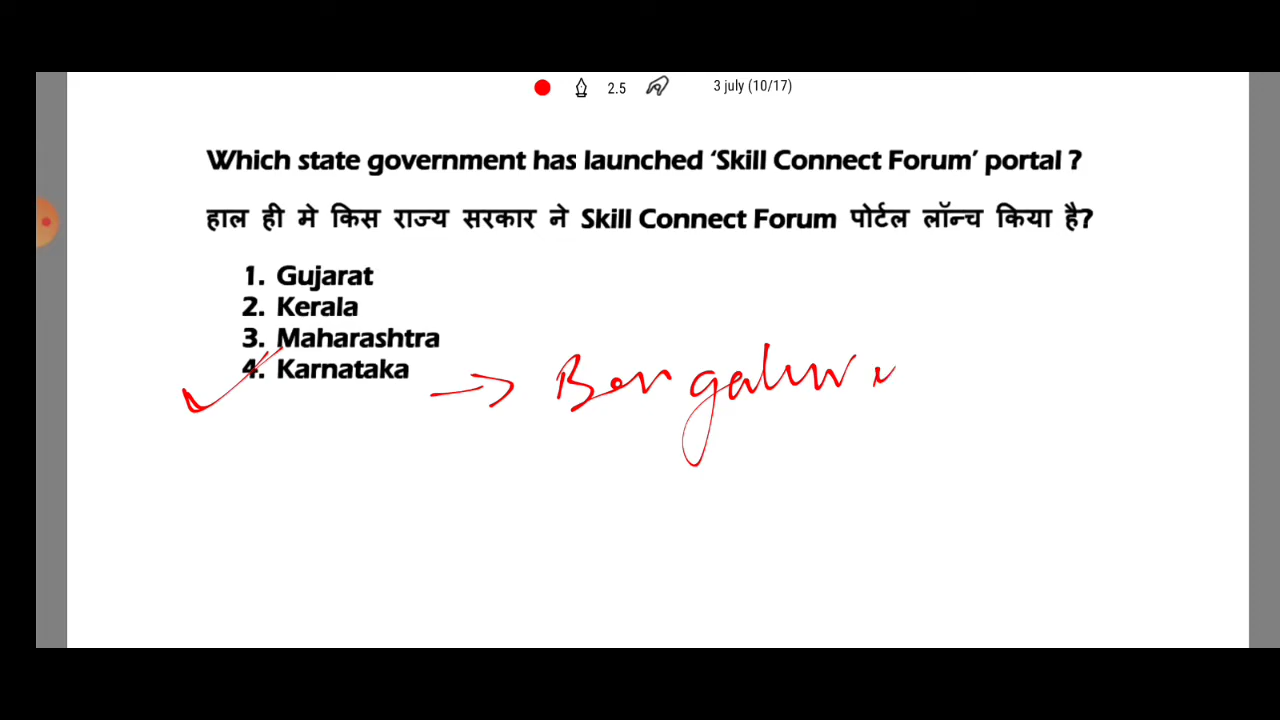 2.5 3 july (10/17)
Which state government has launched ‘Skill Connect Forum’ portal ?
हाल ही मे किस राज्य सरकार ने Skill Connect Forum पोर्टल लॉन्च किया है?
1. Gujarat
2. Kerala
3. Maharashtra
4. Karnataka → Bengaluru